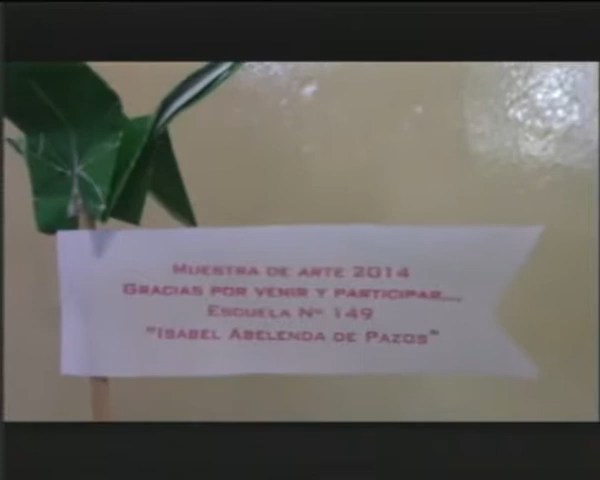 MUESTRA DE ARTE 2014
GRACIAS POR VENIR Y PARTICIPAR...
ESCUELA Nº 149
"ISABEL ABELENDA DE PAZOS"